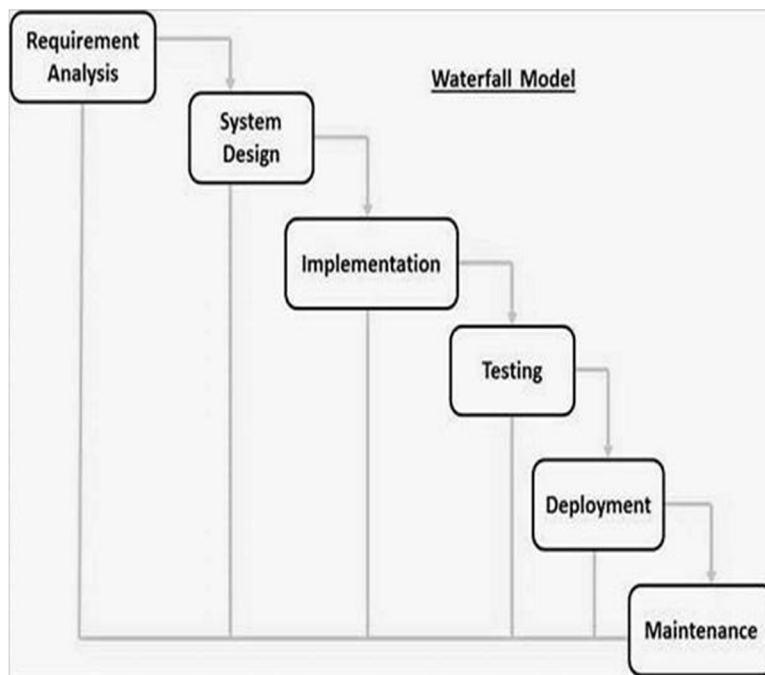 Requirement
Analysis
Waterfall Model
System
Design
Implementation
Testing
Deployment
Maintenance